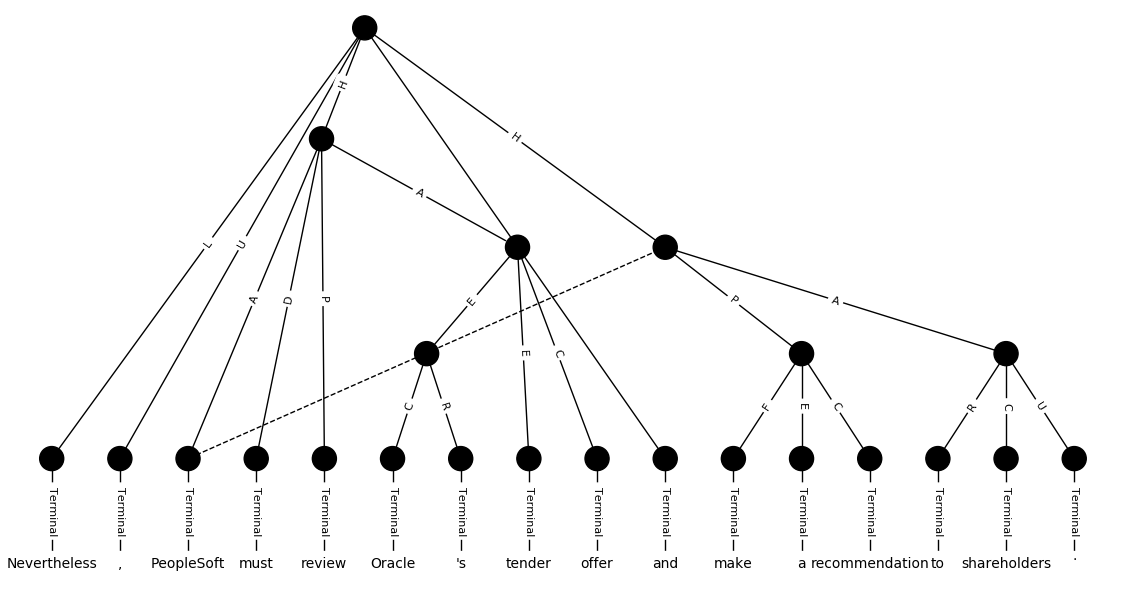 H
H
A
L
U
A
D
P
E
E
C
P
A
C
R
F
E
C
R
C
U
Terminal Terminal Terminal Terminal Terminal Terminal Terminal Terminal Terminal Terminal Terminal Terminal Terminal Terminal Terminal Terminal
Nevertheless , PeopleSoft must review Oracle 's tender offer and make a recommendation to shareholders .